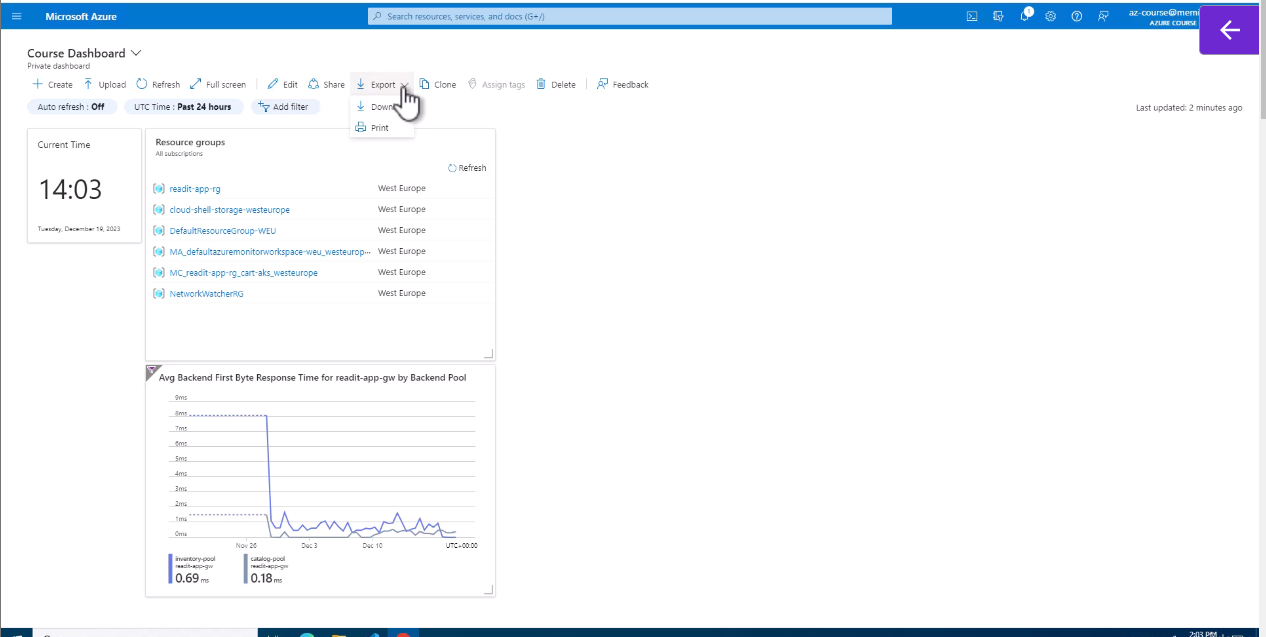 Microsoft Azure
Search resources, services, and docs (G+/)
1
az-course@memi
AZURE COURSE
Course Dashboard
Private dashboard
Create Upload Refresh Full screen Edit Share Export Clone Assign tags Delete Feedback
Auto refresh : Off UTC Time : Past 24 hours Add filter
Down
Last updated: 2 minutes ago
Print
Current Time
14:03
Tuesday, December 19, 2023
Resource groups
All subscriptions
Refresh
readit-app-rg West Europe
cloud-shell-storage-westeurope West Europe
DefaultResourceGroup-WEU West Europe
MA_defaultazuremonitorworkspace-weu_westeurop... West Europe
MC_readit-app-rg_cart-aks_westeurope West Europe
NetworkWatcherRG West Europe
Avg Backend First Byte Response Time for readit-app-gw by Backend Pool
9ms
8ms
7ms
6ms
5ms
4ms
3ms
2ms
1ms
0ms
Nov 26 Dec 3 Dec 10 UTC+00:00
inventory-pool
readit-app-gw
0.69 ms
catalog-pool
readit-app-gw
0.18 ms
2:03 PM